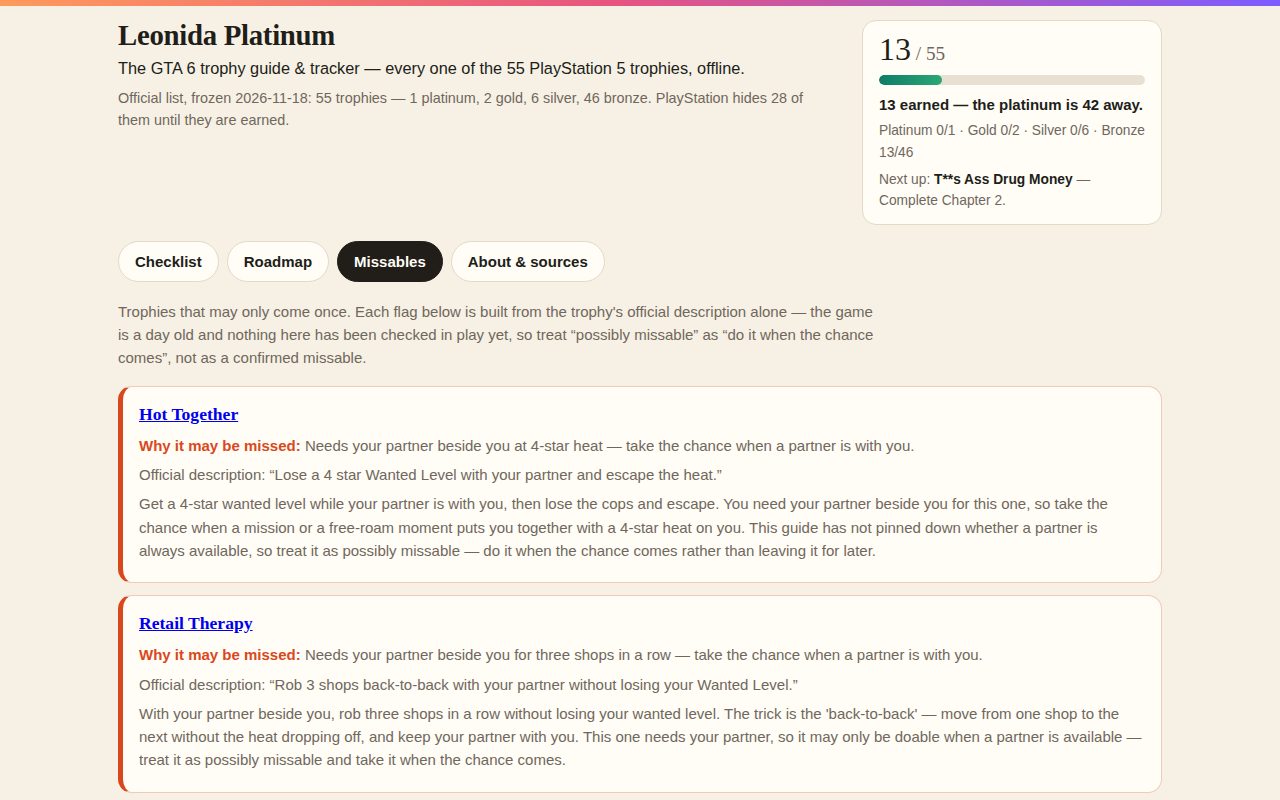 Leonida Platinum
The GTA 6 trophy guide & tracker — every one of the 55 PlayStation 5 trophies, offline.
Official list, frozen 2026-11-18: 55 trophies — 1 platinum, 2 gold, 6 silver, 46 bronze. PlayStation hides 28 of
them until they are earned.
13 / 55
13 earned — the platinum is 42 away.
Platinum 0/1 · Gold 0/2 · Silver 0/6 · Bronze
13/46
Next up: T**s Ass Drug Money —
Complete Chapter 2.
Checklist
Roadmap
Missables
About & sources
Trophies that may only come once. Each flag below is built from the trophy's official description alone — the game
is a day old and nothing here has been checked in play yet, so treat “possibly missable” as “do it when the chance
comes”, not as a confirmed missable.
Hot Together
Why it may be missed: Needs your partner beside you at 4-star heat — take the chance when a partner is with you.
Official description: “Lose a 4 star Wanted Level with your partner and escape the heat.”
Get a 4-star wanted level while your partner is with you, then lose the cops and escape. You need your partner beside you for this one, so take the
chance when a mission or a free-roam moment puts you together with a 4-star heat on you. This guide has not pinned down whether a partner is
always available, so treat it as possibly missable — do it when the chance comes rather than leaving it for later.
Retail Therapy
Why it may be missed: Needs your partner beside you for three shops in a row — take the chance when a partner is with you.
Official description: “Rob 3 shops back-to-back with your partner without losing your Wanted Level.”
With your partner beside you, rob three shops in a row without losing your wanted level. The trick is the 'back-to-back' — move from one shop to the
next without the heat dropping off, and keep your partner with you. This one needs your partner, so it may only be doable when a partner is available —
treat it as possibly missable and take it when the chance comes.